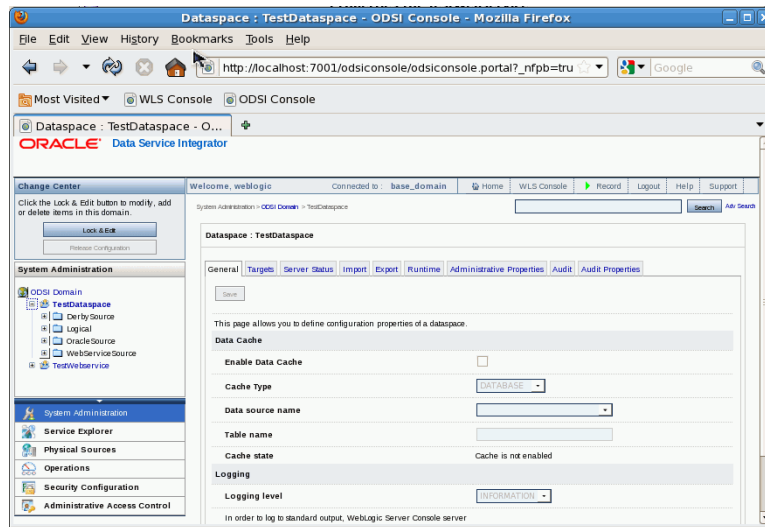 Dataspace : TestDataspace - ODSI Console - Mozilla Firefox
File Edit View History Bookmarks Tools Help
http://localhost:7001/odsiconsole/odsiconsole.portal?_nfpb=tru
Google
Most Visited WLS Console ODSI Console
Dataspace : TestDataspace - O...
ORACLE Data Service Integrator
Change Center
Click the Lock & Edit button to modify, add
or delete items in this domain.
Lock & Edit
Release Configuration
System Administration
ODSI Domain
TestDataspace
DerbySource
Logical
OracleSource
WebServiceSource
TestWebservice
System Administration
Service Explorer
Physical Sources
Operations
Security Configuration
Administrative Access Control
Welcome, weblogic Connected to : base_domain Home WLS Console Record Logout Help Support
System Administration > ODSI Domain > TestDataspace
Search Adv Search
Dataspace : TestDataspace
General Targets Server Status Import Export Runtime Administrative Properties Audit Audit Properties
Save
This page allows you to define configuration properties of a dataspace.
Data Cache
Enable Data Cache
Cache Type DATABASE
Data source name
Table name
Cache state Cache is not enabled
Logging
Logging level INFORMATION
In order to log to standard output, WebLogic Server Console server